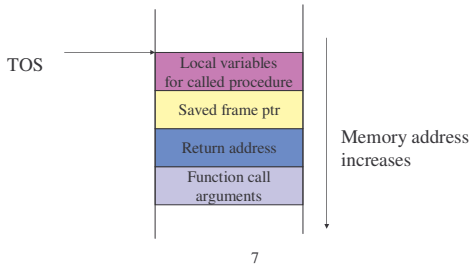 TOS
Local variables
for called procedure
Saved frame ptr
Return address
Function call
arguments
Memory address
increases
7